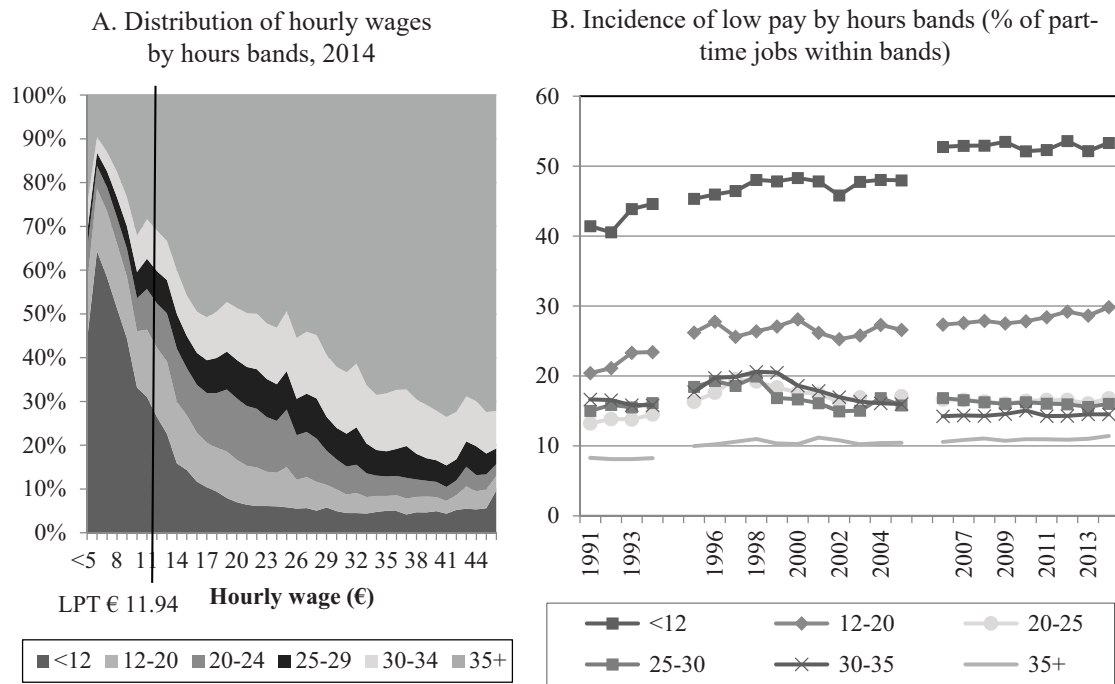 A. Distribution of hourly wages
by hours bands, 2014
100%
90%
80%
70%
60%
50%
40%
30%
20%
10%
0%
<5 8 11 14 17 20 23 26 29 32 35 38 41 44
LPT € 11.94 Hourly wage (€)
<12 12-20 20-24 25-29 30-34 35+
B. Incidence of low pay by hours bands (% of part-
time jobs within bands)
60
50
40
30
20
10
0
1991 1993 1996 1998 2000 2002 2004 2007 2009 2011 2013
<12 12-20 20-25
25-30 30-35 35+